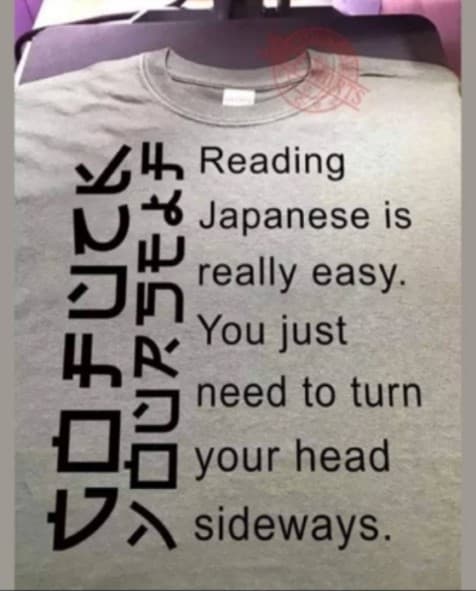 GO FUCK
YOURSELF
Reading
Japanese is
really easy.
You just
need to turn
your head
sideways.